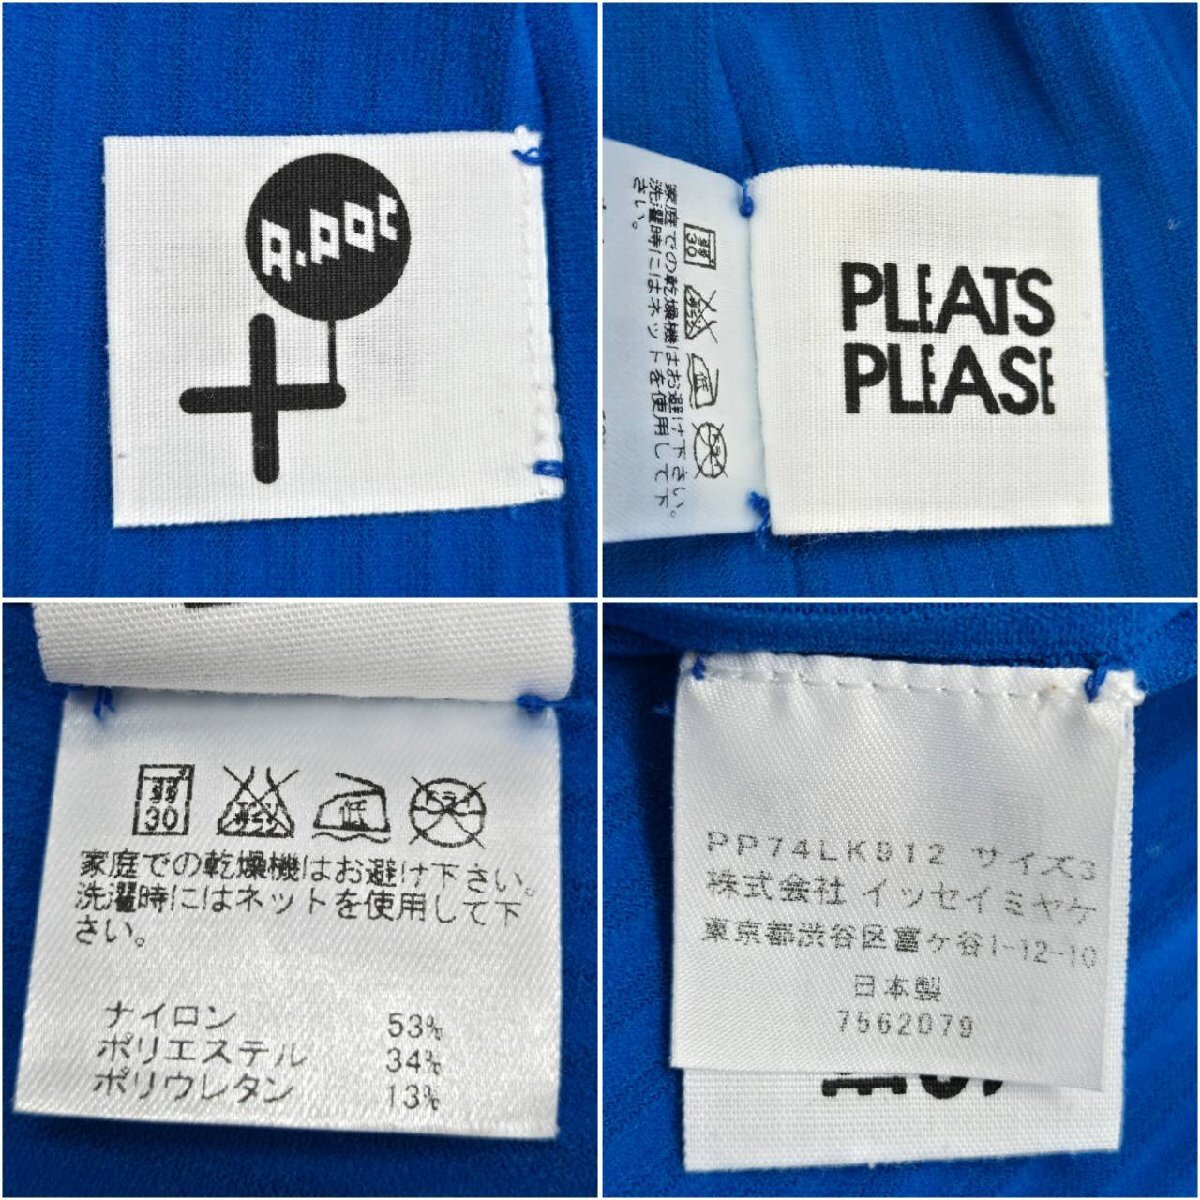 A-POC
家庭での乾燥機はお避け下さい。
洗濯時にはネットを使用して下
さい。
30
PLEATS
PLEASE
30
低
家庭での乾燥機はお避け下さい。
洗濯時にはネットを使用して下
さい。
ナイロン 53%
ポリエステル 34%
ポリウレタン 13%
PP74LK912 サイズS
株式会社 イッセイミヤケ
東京都渋谷区富ケ谷1-12-10
日本製
7562079